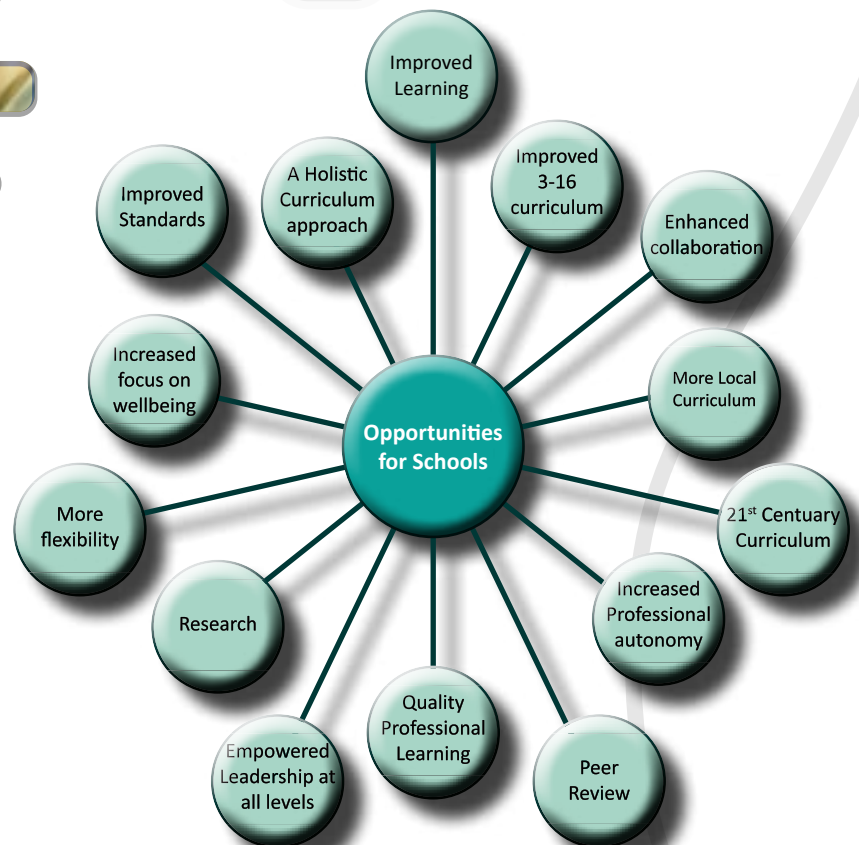 Improved
Learning
Improved
3-16
curriculum
Enhanced
collaboration
More Local
Curriculum
21st Centuary
Curriculum
Increased
Professional
autonomy
Peer
Review
Quality
Professional
Learning
Empowered
Leadership at
all levels
Research
More
flexibility
Increased
focus on
wellbeing
Improved
Standards
A Holistic
Curriculum
approach
Opportunities
for Schools